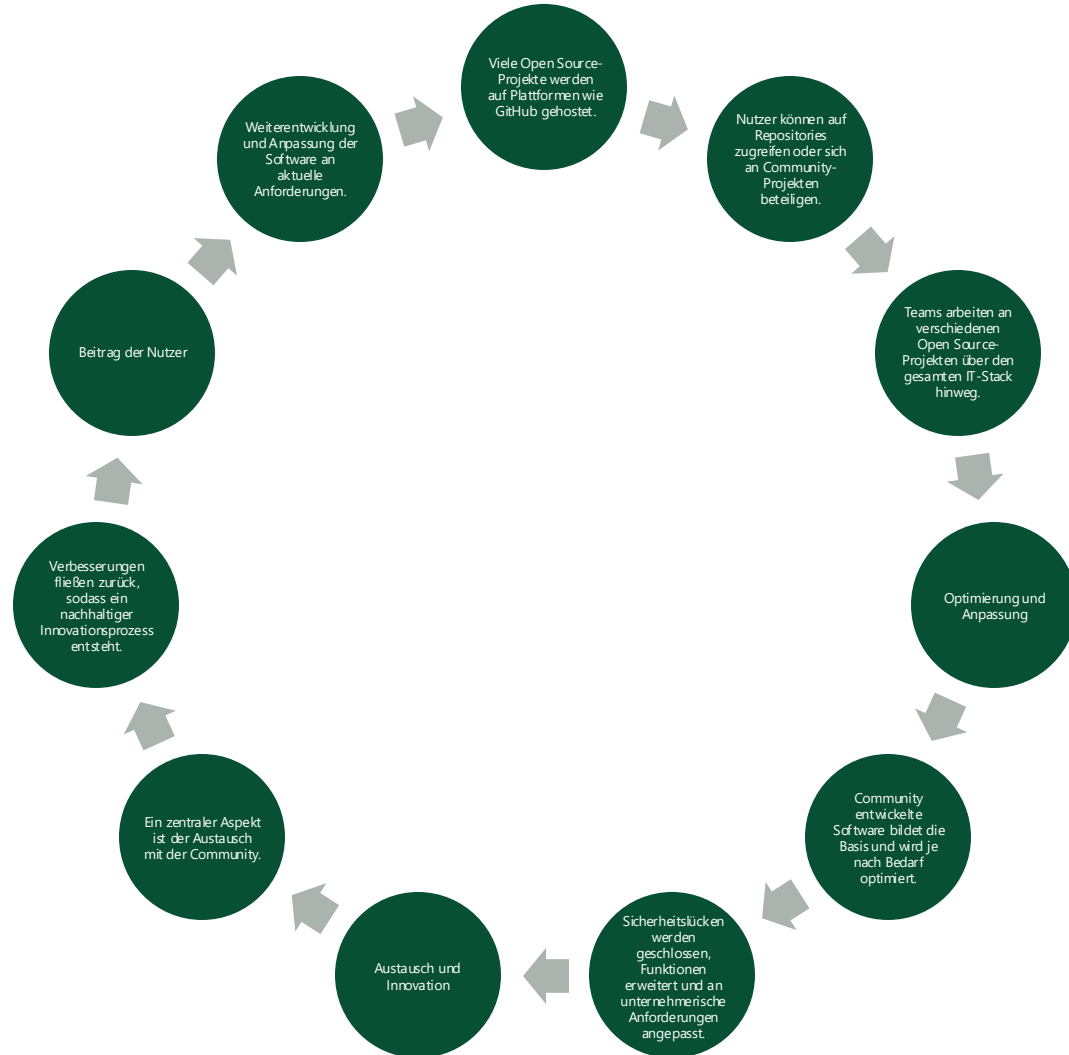 Viele Open Source-
Projekte werden
auf Plattformen wie
GitHub gehostet.
Nutzer können auf
Repositories
zugreifen oder sich
an Community-
Projekten
beteiligen.
Teams arbeiten an
verschiedenen
Open Source-
Projekten über den
gesamten IT-Stack
hinweg.
Optimierung und
Anpassung
Community
entwickelte
Software bildet die
Basis und wird je
nach Bedarf
optimiert.
Sicherheitslücken
werden
geschlossen,
Funktionen
erweitert und an
unternehmerische
Anforderungen
angepasst.
Austausch und
Innovation
Ein zentraler Aspekt
ist der Austausch
mit der Community.
Verbesserungen
fließen zurück,
sodass ein
nachhaltiger
Innovationsprozess
entsteht.
Beitrag der Nutzer
Weiterentwicklung
und Anpassung der
Software an
aktuelle
Anforderungen.